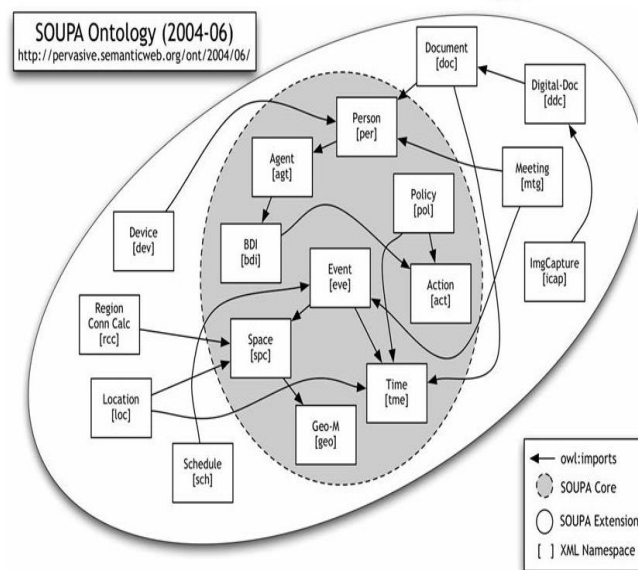 SOUPA Ontology (2004-06)
http://pervasive.semanticweb.org/ont/2004/06/
Document
[doc]
Digital-Doc
[ddc]
Person
[per]
Agent
[agt]
Meeting
[mtg]
Policy
[pol]
Device
[dev]
BDI
[bdi]
Event
[eve]
Action
[act]
ImgCapture
[icap]
Region
Conn Calc
[rcc]
Space
[spc]
Location
[loc]
Time
[tme]
Geo-M
[geo]
Schedule
[sch]
owl:imports
SOUPA Core
SOUPA Extension
[ ] XML Namespace